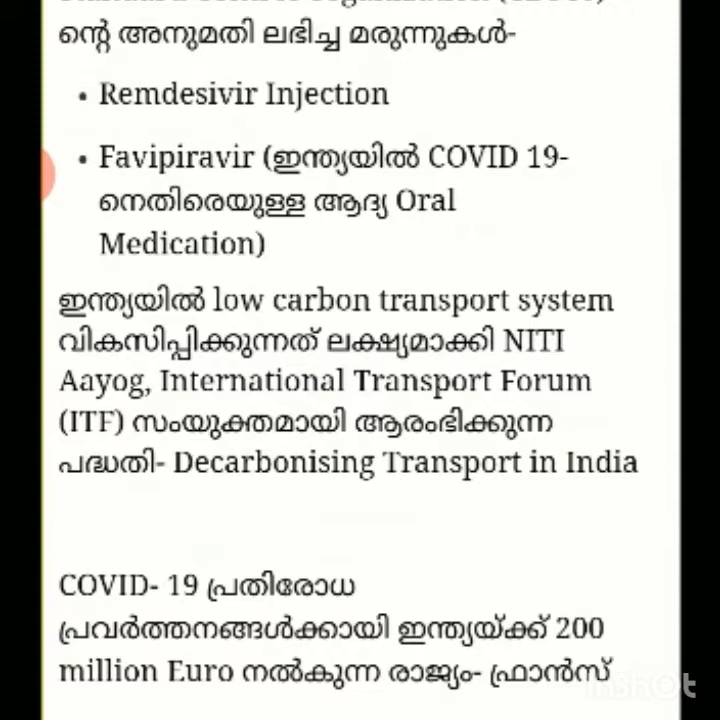 ന്റെ അനുമതി ലഭിച്ച മരുന്നുകൾ-
• Remdesivir Injection
• Favipiravir (ഇന്ത്യയിൽ COVID 19-
നെതിരെയുള്ള ആദ്യ Oral
Medication)
ഇന്ത്യയിൽ low carbon transport system
വികസിപ്പിക്കുന്നത് ലക്ഷ്യമാക്കി NITI
Aayog, International Transport Forum
(ITF) സംയുക്തമായി ആരംഭിക്കുന്ന
പദ്ധതി- Decarbonising Transport in India
COVID- 19 പ്രതിരോധ
പ്രവർത്തനങ്ങൾക്കായി ഇന്ത്യയ്ക്ക് 200
million Euro നൽകുന്ന രാജ്യം- ഫ്രാൻസ്